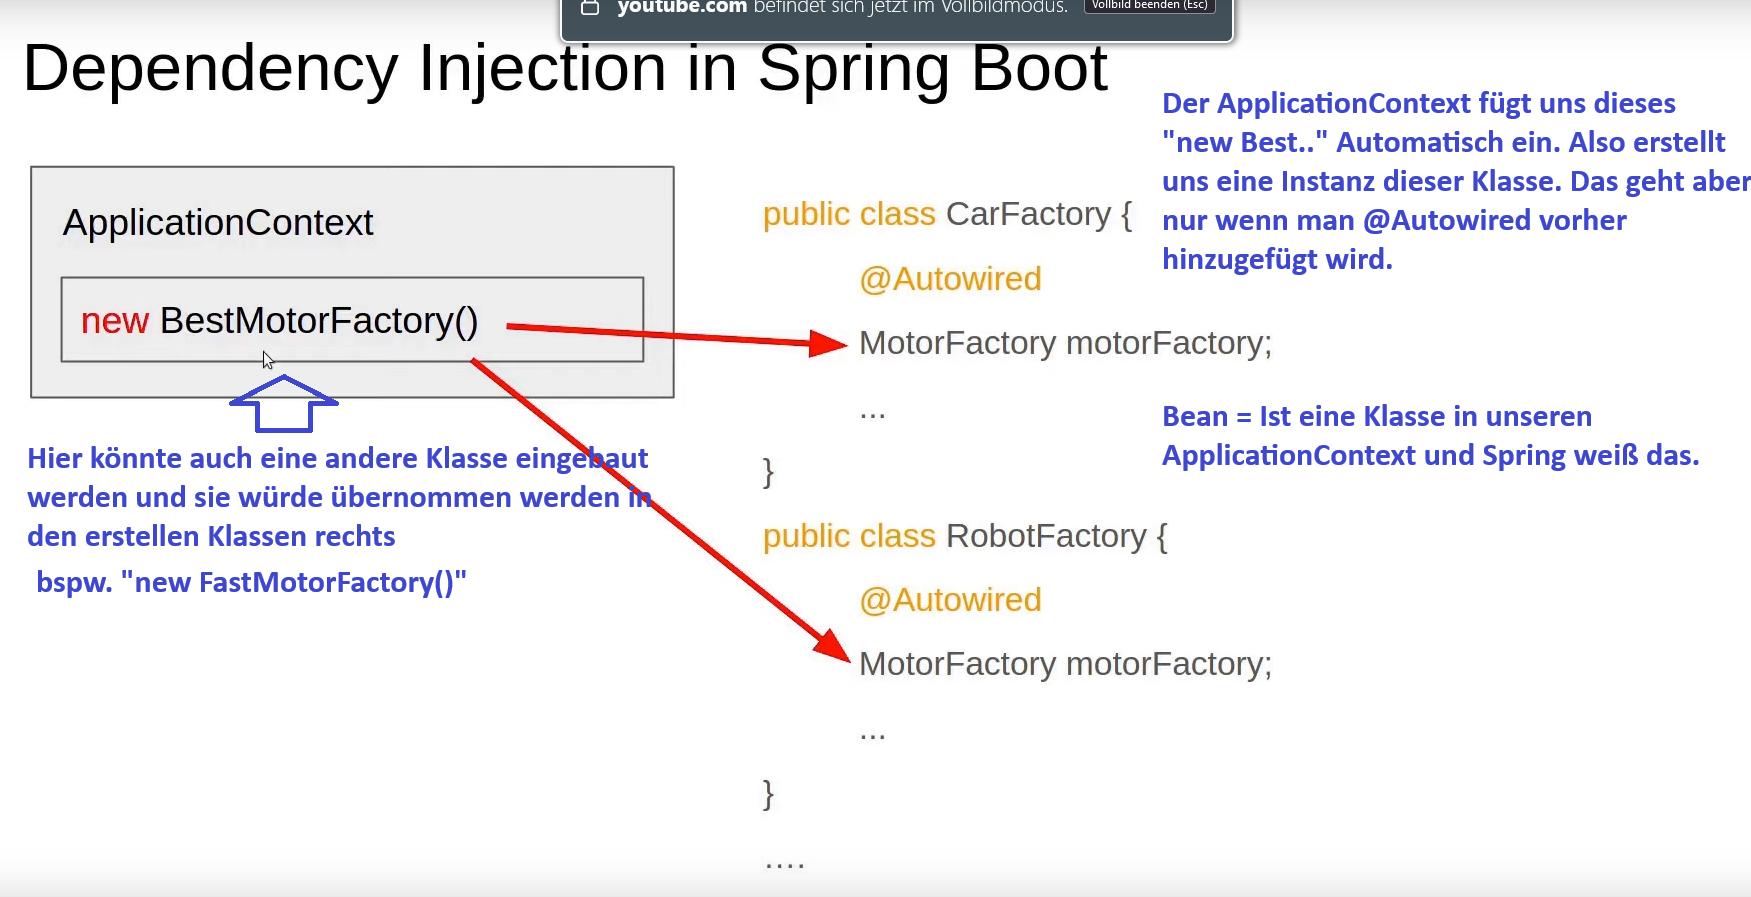 youtube.com befindet sich jetzt im Vollbildmodus. Vollbild beenden (Esc)
Dependency Injection in Spring Boot
ApplicationContext
new BestMotorFactory()
Hier könnte auch eine andere Klasse eingebaut
werden und sie würde übernommen werden in
den erstellen Klassen rechts
bspw. "new FastMotorFactory()"
public class CarFactory {
@Autowired
MotorFactory motorFactory;
...
}
public class RobotFactory {
@Autowired
MotorFactory motorFactory;
...
}
....
Der ApplicationContext fügt uns dieses
"new Best.." Automatisch ein. Also erstellt
uns eine Instanz dieser Klasse. Das geht aber
nur wenn man @Autowired vorher
hinzugefügt wird.
Bean = Ist eine Klasse in unseren
ApplicationContext und Spring weiß das.